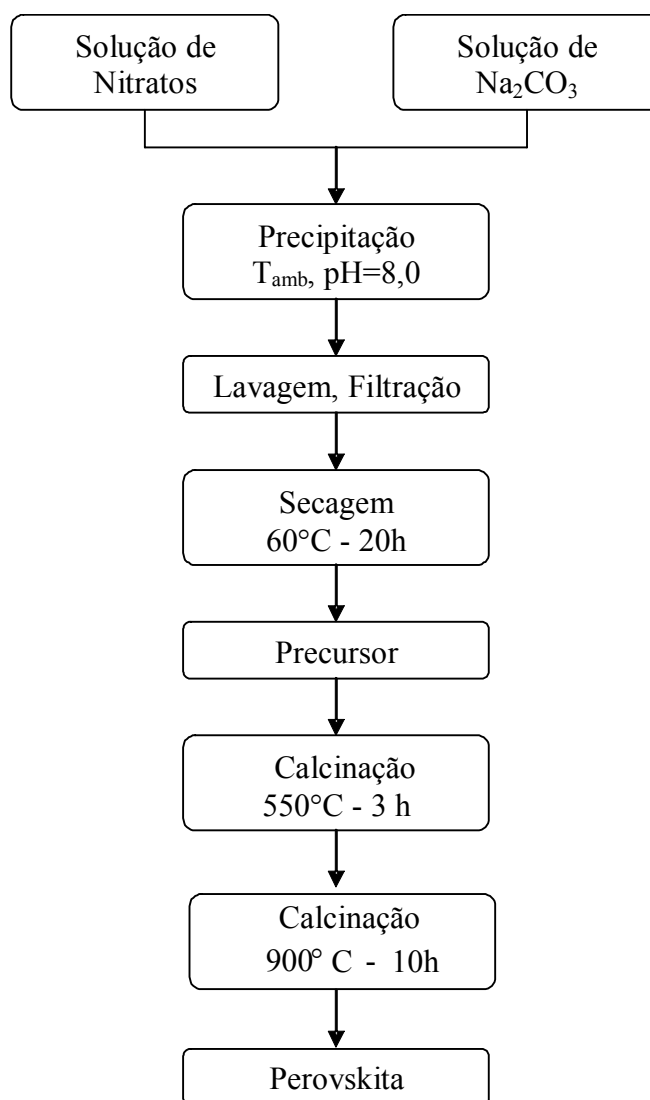 Solução de
Nitratos
Solução de
Na₂CO₃
Precipitação
T_amb, pH=8,0
Lavagem, Filtração
Secagem
60°C - 20h
Precursor
Calcinação
550°C - 3 h
Calcinação
900° C - 10h
Perovskita